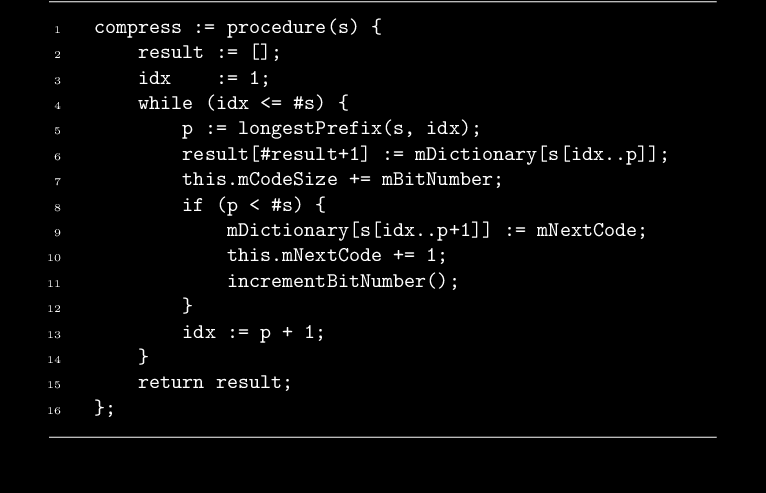 1 compress := procedure(s) {
2     result := [];
3     idx    := 1;
4     while (idx <= #s) {
5         p := longestPrefix(s, idx);
6         result[#result+1] := mDictionary[s[idx..p]];
7         this.mCodeSize += mBitNumber;
8         if (p < #s) {
9             mDictionary[s[idx..p+1]] := mNextCode;
10             this.mNextCode += 1;
11             incrementBitNumber();
12         }
13         idx := p + 1;
14     }
15     return result;
16 };